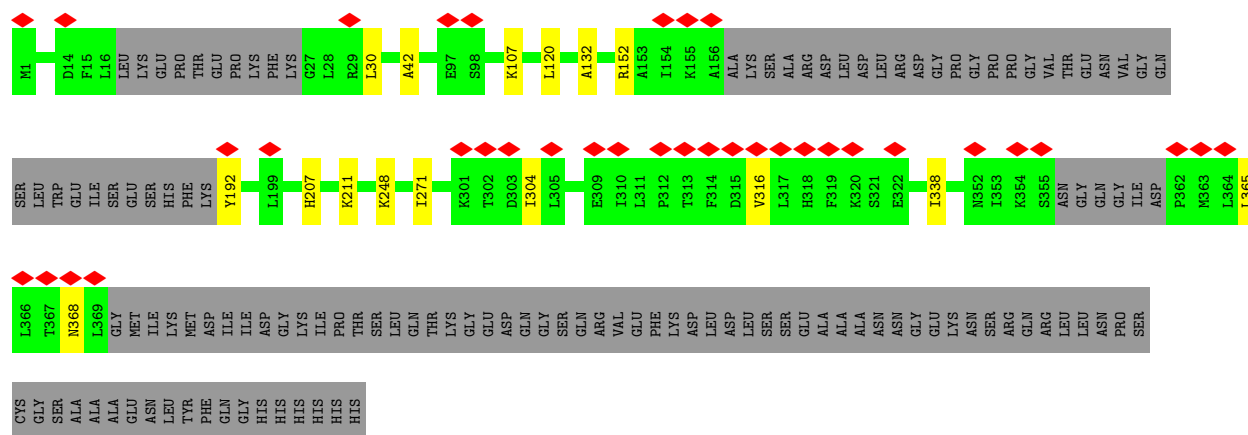 M1 D14 F15 L16 LEU LYS GLU PRO THR GLU PRO LYS PHE LYS G27 L28 R29 L30 A42 E97 S98 K107 L120 A132 R152 A153 I154 K155 A156 ALA LYS SER ALA ARG ASP LEU ASP LEU ARG ASP GLY PRO GLY PRO PRO GLY VAL THR GLU ASN VAL GLY GLN
SER LEU TRP GLU ILE SER GLU SER HIS PHE LYS Y192 L199 H207 K211 K248 I271 K301 T302 D303 I304 L305 E309 I310 L311 P312 T313 F314 D315 V316 L317 H318 F319 K320 S321 E322 I338 N352 I353 K354 S355 ASN GLY GLN GLY ILE ASP P362 M363 L364 L365
L366 T367 N368 L369 GLY MET ILE LYS MET ASP ILE ILE ASP GLY LYS ILE PRO THR SER LEU GLN THR LYS GLY GLU ASP GLN GLY SER GLN ARG VAL GLU PHE LYS ASP LEU ASP LEU SER SER GLU ALA ALA ALA ASN ASN GLY GLU LYS ASN SER ARG GLN ARG LEU LEU ASN PRO SER
CYS GLY SER ALA ALA ALA GLU ASN LEU TYR PHE GLN GLY HIS HIS HIS HIS HIS HIS